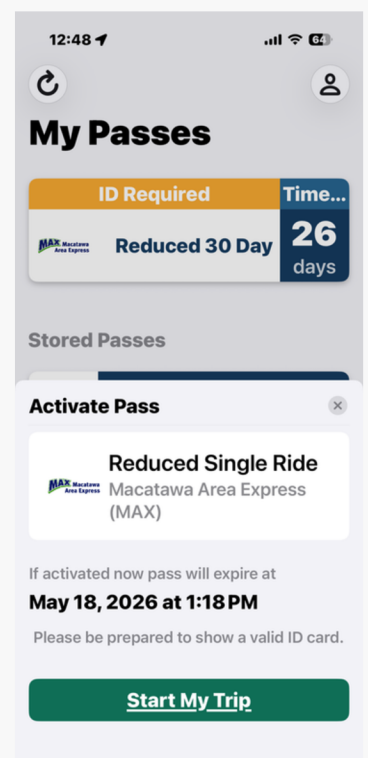 12:48
64
My Passes
ID Required
Time...
MAX Macatawa
Area Express
Reduced 30 Day
26
days
Stored Passes
Activate Pass
MAX Macatawa
Area Express
Reduced Single Ride
Macatawa Area Express
(MAX)
If activated now pass will expire at
May 18, 2026 at 1:18 PM
Please be prepared to show a valid ID card.
Start My Trip